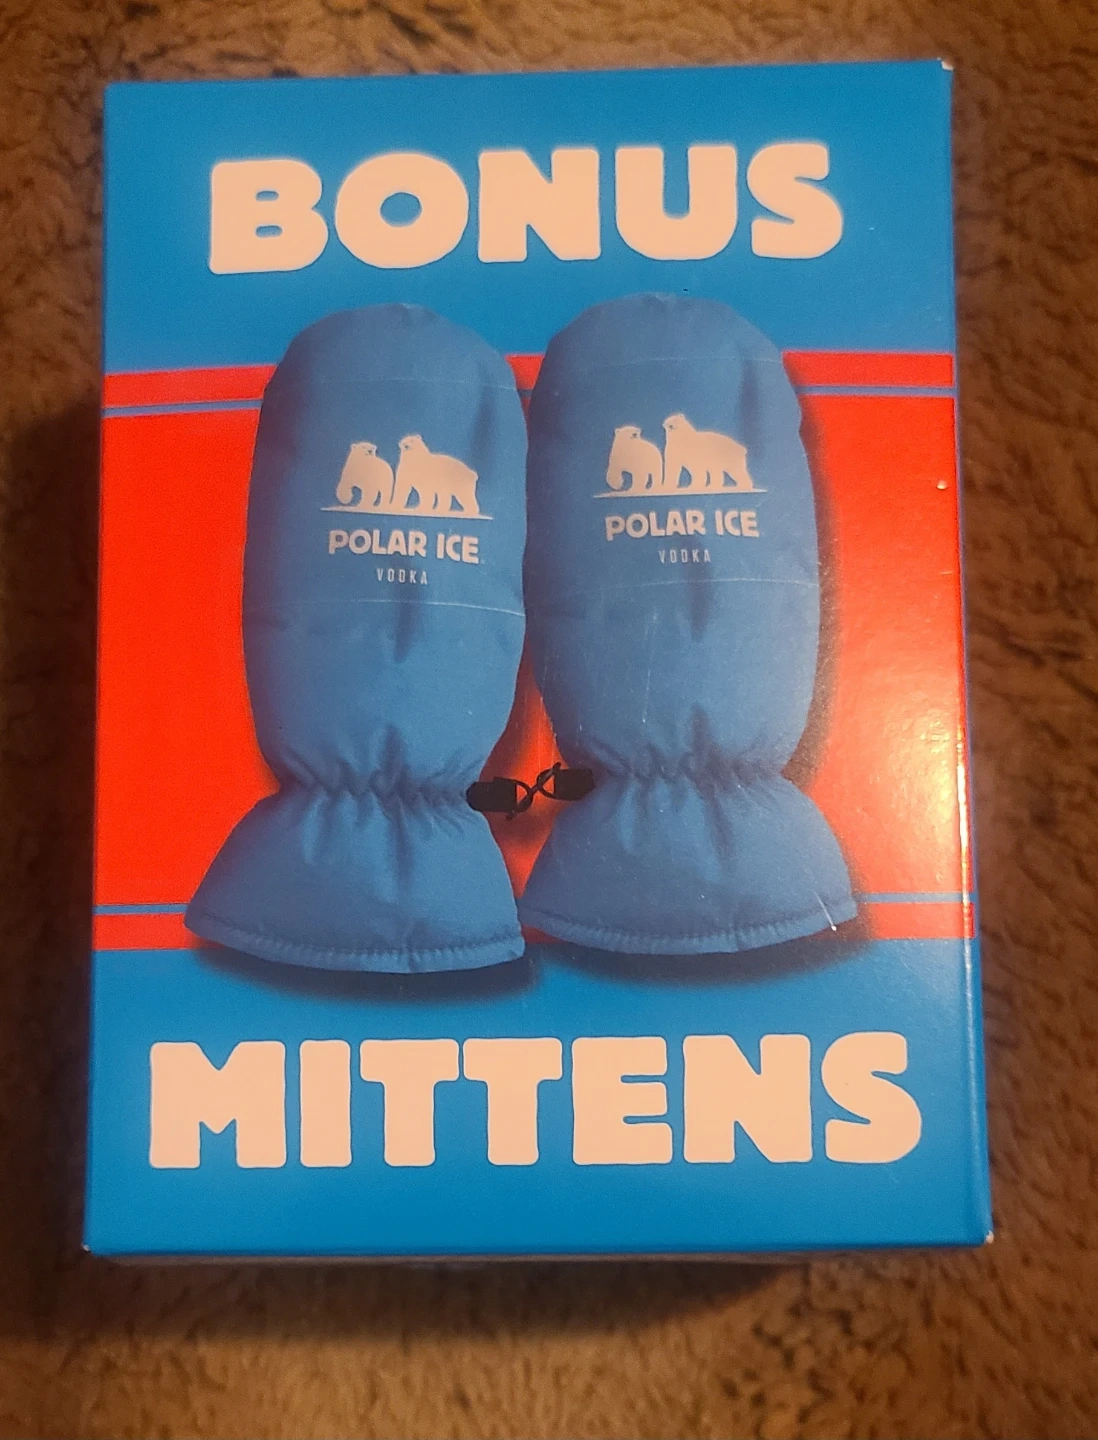 BONUS
POLAR ICE
VODKA
POLAR ICE
VODKA
MITTENS